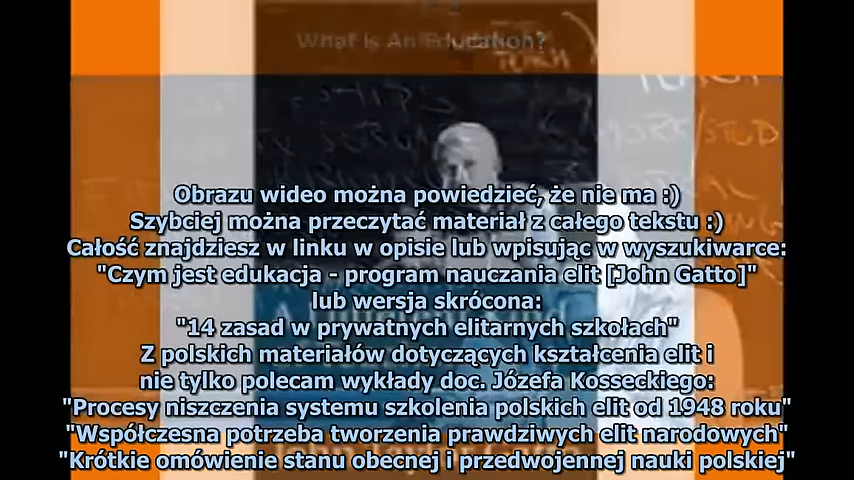 What Is An Education?
Obrazu wideo można powiedzieć, że nie ma :)
Szybciej można przeczytać materiał z całego tekstu :)
Całość znajdziesz w linku w opisie lub wpisując w wyszukiwarce:
"Czym jest edukacja - program nauczania elit [John Gatto]"
lub wersja skrócona:
"14 zasad w prywatnych elitarnych szkołach"
Z polskich materiałów dotyczących kształcenia elit i
nie tylko polecam wykłady doc. Józefa Kosseckiego:
"Procesy niszczenia systemu szkolenia polskich elit od 1948 roku"
"Współczesna potrzeba tworzenia prawdziwych elit narodowych"
"Krótkie omówienie stanu obecnej i przedwojennej nauki polskiej"